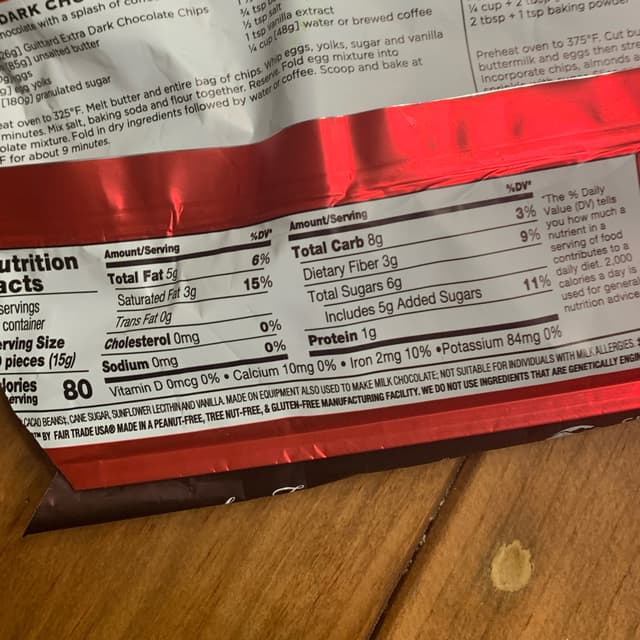 DARK CHO
hocolate with a splash of co
6g] Guittard Extra Dark Chocolate Chips
85g] unsalted butter
eggs
yolks
[180g] granulated sugar
½ tsp salt
1 tsp vanilla extract
¼ cup [48g] water or brewed coffee
eat oven to 325°F. Melt butter and entire bag of chips. Whip eggs, yolks, sugar and vanilla
minutes. Mix salt, baking soda and flour together. Reserve. Fold egg mixture into
olate mixture. Fold in dry ingredients followed by water or coffee. Scoop and bake at
F for about 9 minutes.
¼ cup + 2
2 tbsp + 1 tsp baking powder
Preheat oven to 375°F. Cut bu
buttermilk and eggs then stre
Incorporate chips, almonds a
utrition
acts
servings
container
erving Size
pieces (15g)
lories
erving
80
Amount/Serving %DV*
Total Fat 5g 6%
Saturated Fat 3g 15%
Trans Fat 0g
Cholesterol 0mg 0%
Sodium 0mg 0%
Amount/Serving %DV*
Total Carb 8g 3%
Dietary Fiber 3g 9%
Total Sugars 6g
Includes 5g Added Sugars 11%
Protein 1g
Vitamin D 0mcg 0% • Calcium 10mg 0% • Iron 2mg 10% •Potassium 84mg 0%
*The % Daily
Value (DV) tells
you how much a
nutrient in a
serving of food
contributes to a
daily diet. 2,000
calories a day is
used for general
nutrition advice
CACAO BEANS‡, CANE SUGAR, SUNFLOWER LECITHIN AND VANILLA. MADE ON EQUIPMENT ALSO USED TO MAKE MILK CHOCOLATE; NOT SUITABLE FOR INDIVIDUALS WITH MILK ALLERGIES.
BY FAIR TRADE USA® MADE IN A PEANUT-FREE, TREE NUT-FREE, & GLUTEN-FREE MANUFACTURING FACILITY. WE DO NOT USE INGREDIENTS THAT ARE GENETICALLY ENGI